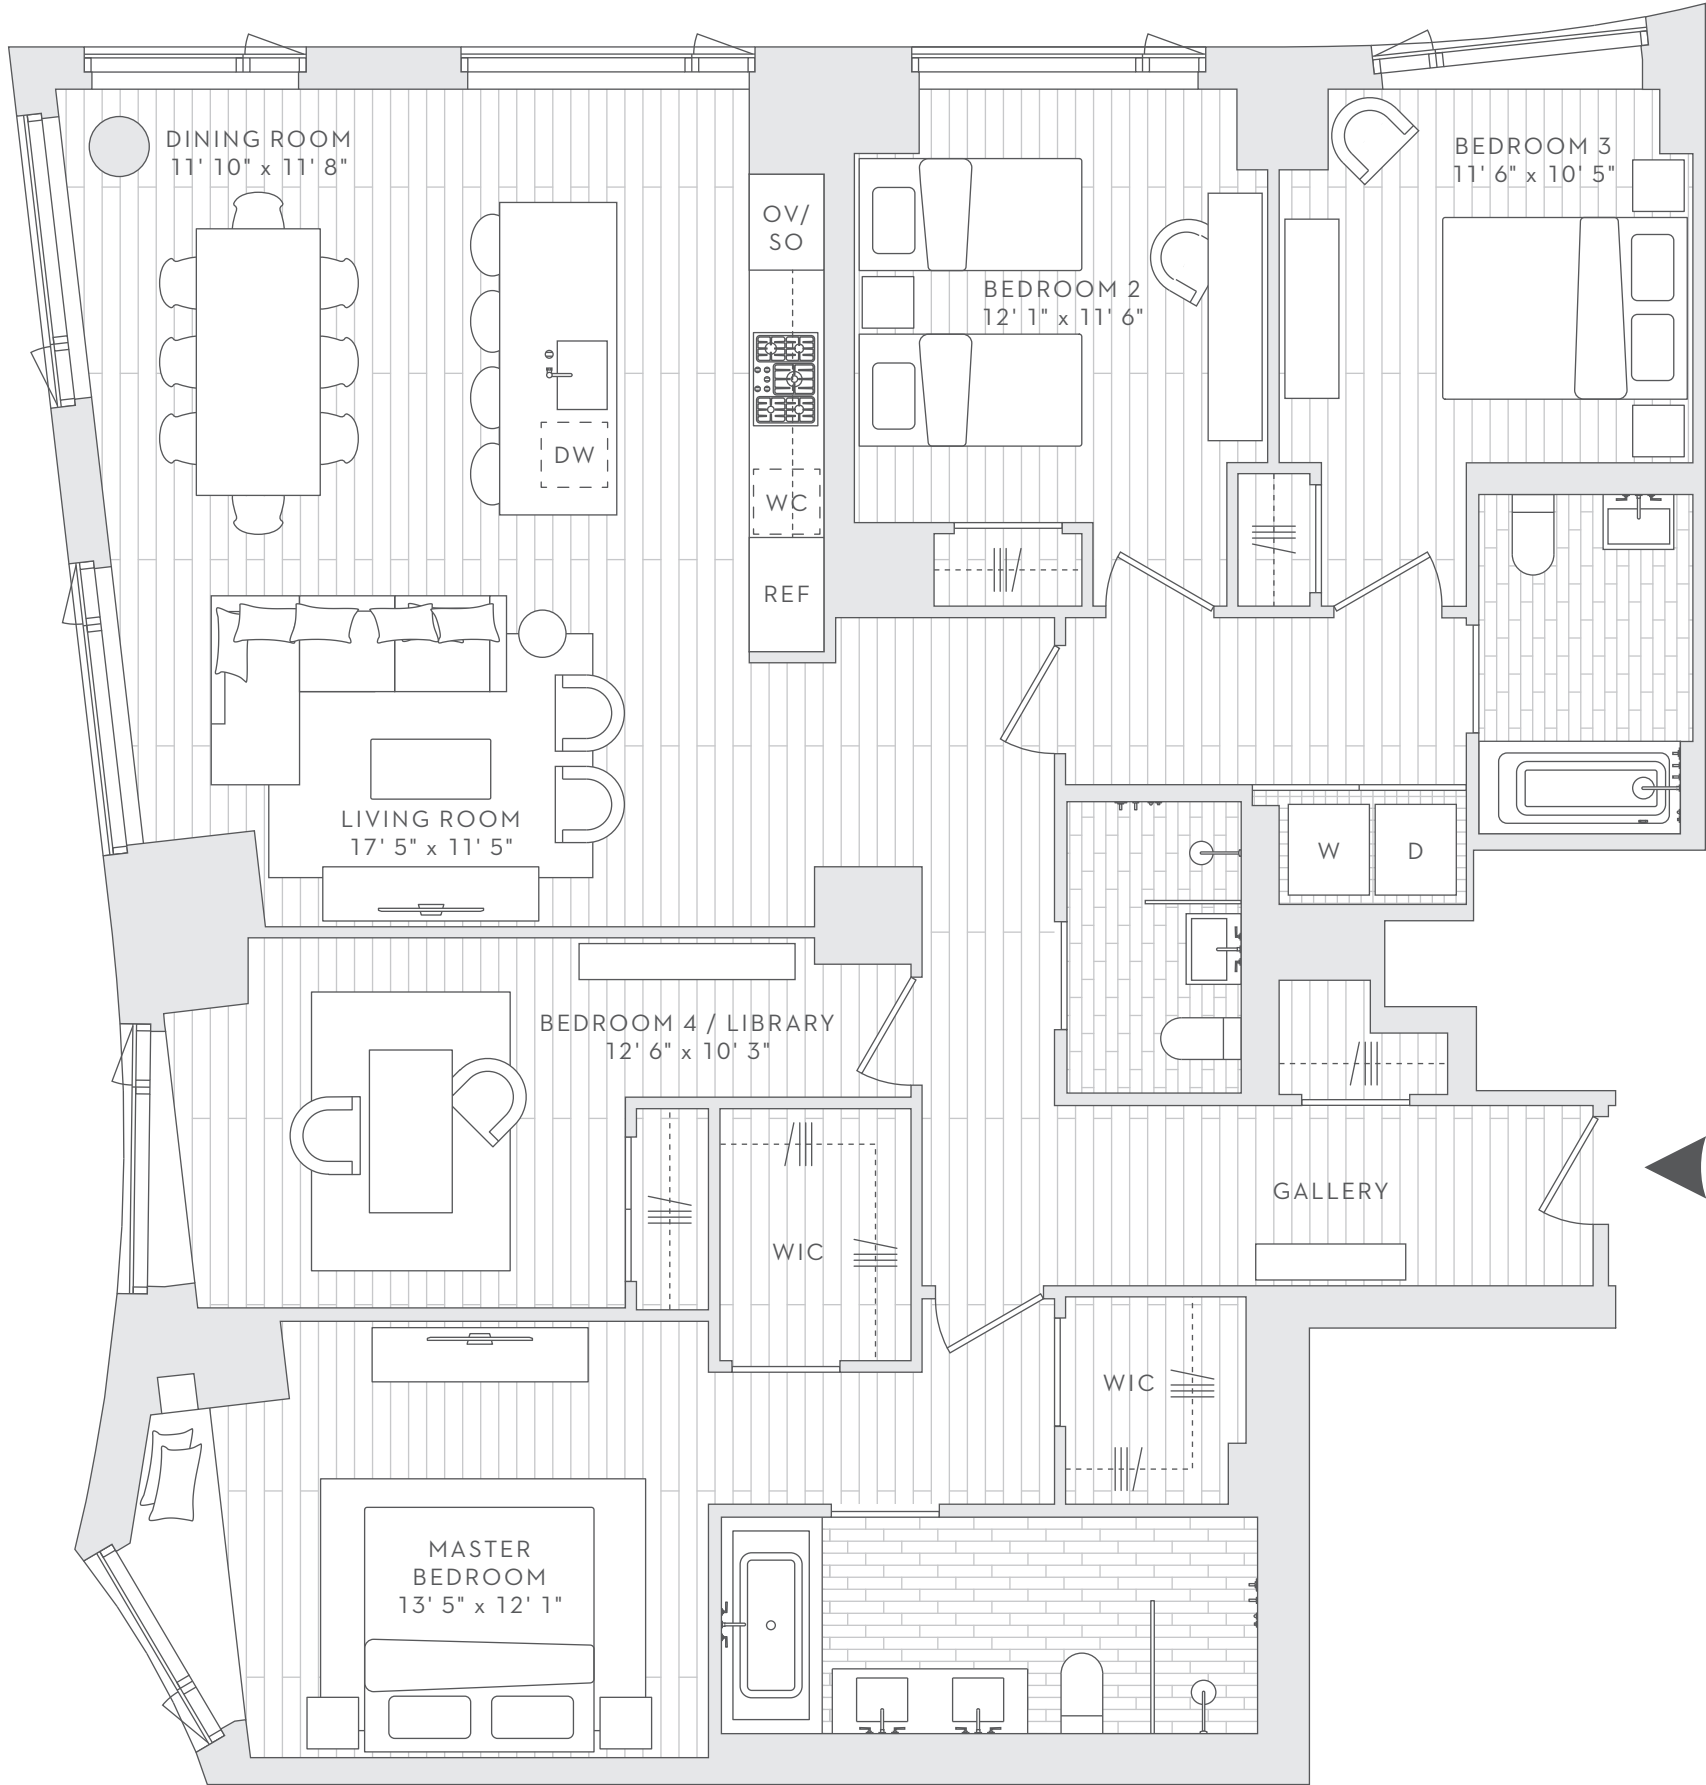 DINING ROOM
11' 10" x 11' 8"
OV/
SO
BEDROOM 3
11' 6" x 10' 5"
BEDROOM 2
12' 1" x 11' 6"
DW
WC
REF
LIVING ROOM
17' 5" x 11' 5"
W
D
BEDROOM 4 / LIBRARY
12' 6" x 10' 3"
GALLERY
WIC
WIC
MASTER
BEDROOM
13' 5" x 12' 1"